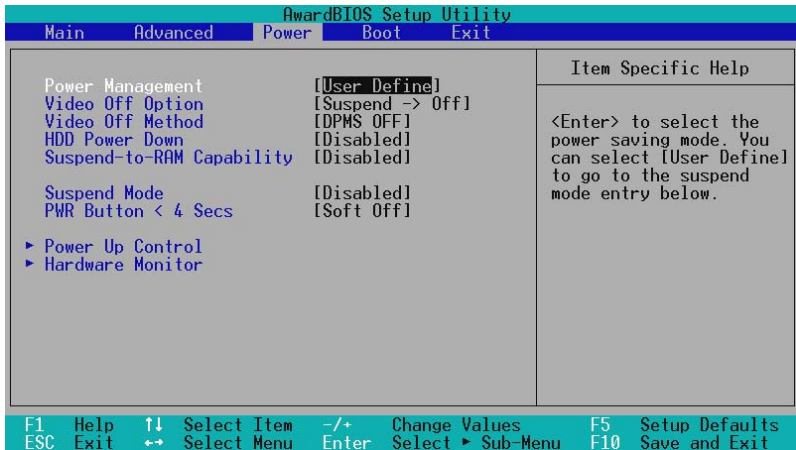 AwardBIOS Setup Utility
Main Advanced Power Boot Exit
Power Management [User Define]
Video Off Option [Suspend -> Off]
Video Off Method [DPMS OFF]
HDD Power Down [Disabled]
Suspend-to-RAM Capability [Disabled]
Suspend Mode [Disabled]
PWR Button < 4 Secs [Soft Off]
▶ Power Up Control
▶ Hardware Monitor
Item Specific Help
<Enter> to select the
power saving mode. You
can select [User Define]
to go to the suspend
mode entry below.
F1 Help ↑↓ Select Item -/+ Change Values F5 Setup Defaults
ESC Exit ←→ Select Menu Enter Select ▶ Sub-Menu F10 Save and Exit